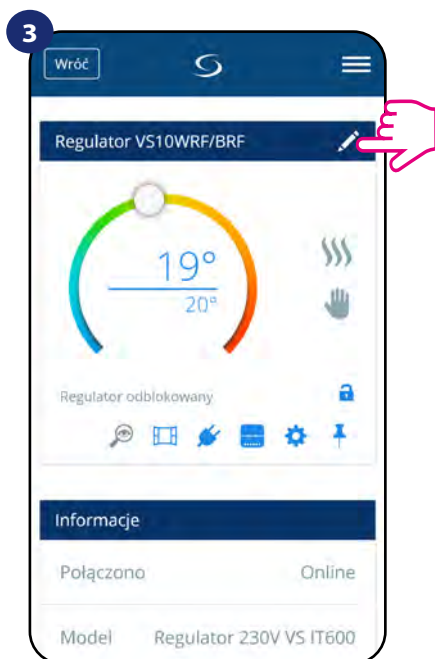 3
Wróć
Regulator VS10WRF/BRF
19°
20°
Regulator odblokowany
Informacje
Połączono Online
Model Regulator 230V VS IT600